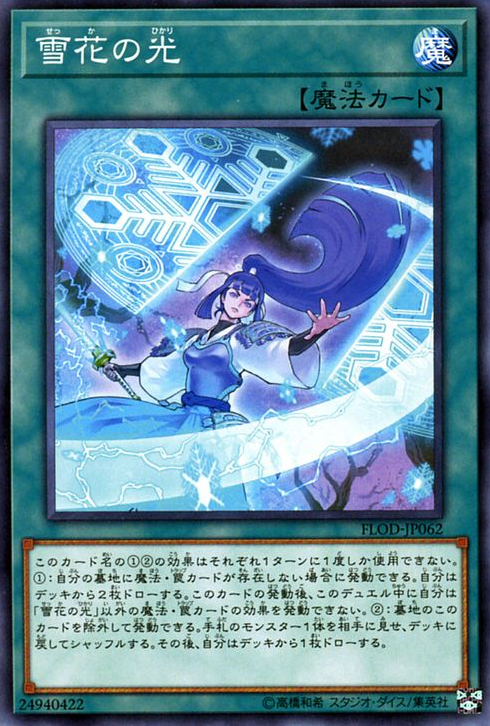 雪花の光
魔
【魔法カード】
FLOD-JP062
このカード名の①②の効果はそれぞれ1ターンに1度しか使用できない。
①：自分の墓地に魔法・罠カードが存在しない場合に発動できる。自分は
デッキから2枚ドローする。このカードの発動後、このデュエル中に自分は
「雪花の光」以外の魔法・罠カードの効果を発動できない。②：墓地のこの
カードを除外して発動できる。手札のモンスター1体を相手に見せ、デッキに
戻してシャッフルする。その後、自分はデッキから1枚ドローする。
24940422
©高橋和希 スタジオ・ダイス/集英社